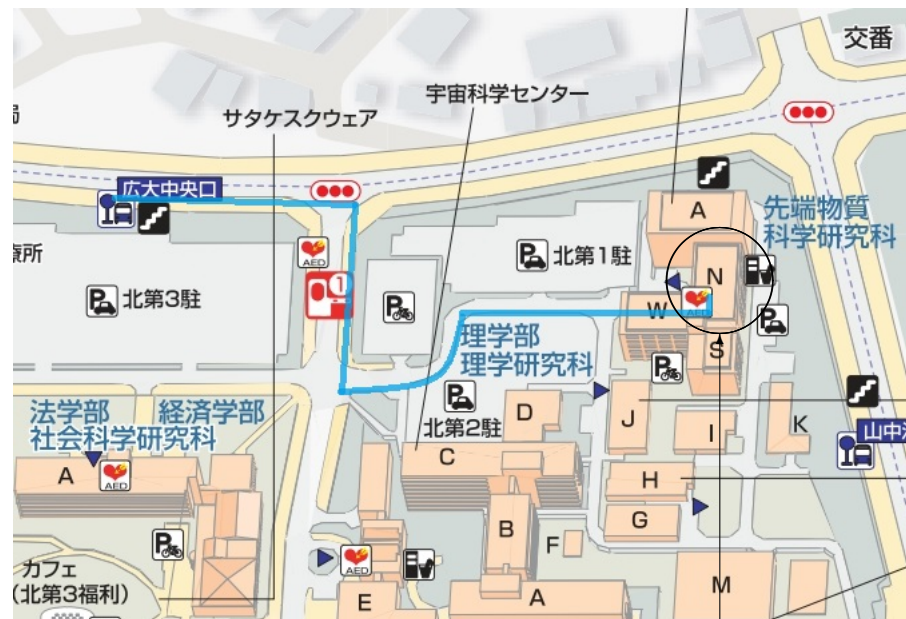 交番
宇宙科学センター
サタケスクウェア
広大中央口
A
先端物質
科学研究科
療所
AED
P
北第1駐
N
P
北第3駐
1
P
W
AED
P
理学部
理学研究科
S
P
P
法学部
社会科学研究科
経済学部
D
J
I
K
北第2駐
山中
A
AED
C
H
P
B
G
F
カフェ
(北第3福利)
AED
E
A
M